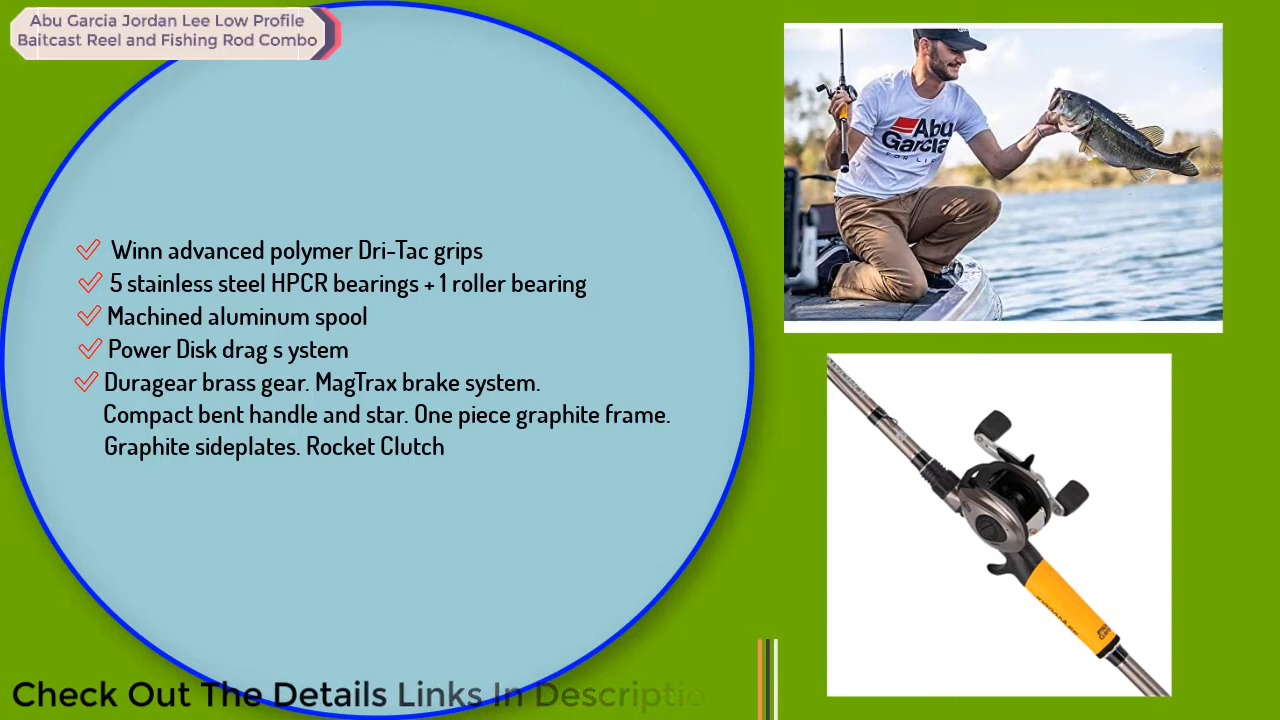 Abu Garcia Jordan Lee Low Profile
Baitcast Reel and Fishing Rod Combo
Winn advanced polymer Dri-Tac grips
5 stainless steel HPCR bearings + 1 roller bearing
Machined aluminum spool
Power Disk drag s ystem
Duragear brass gear. MagTrax brake system.
Compact bent handle and star. One piece graphite frame.
Graphite sideplates. Rocket Clutch
Abu
Garcia
FOR LIF
Check Out The Details Links In Descriptio